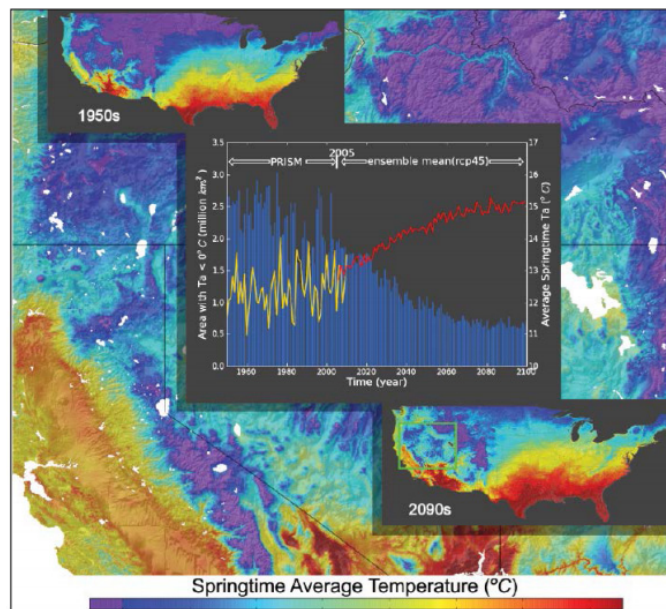 1950s
2005
PRISM
ensemble mean(rcp45)
Area with Ta < 0° C (million km²)
3.5
3.0
2.5
2.0
1.5
1.0
0.5
0.0
17
16
15
14
13
12
11
10
Average Springtime Ta (°C)
1960 1980 2000 2020 2040 2060 2080 2100
Time (year)
2090s
Springtime Average Temperature (ºC)